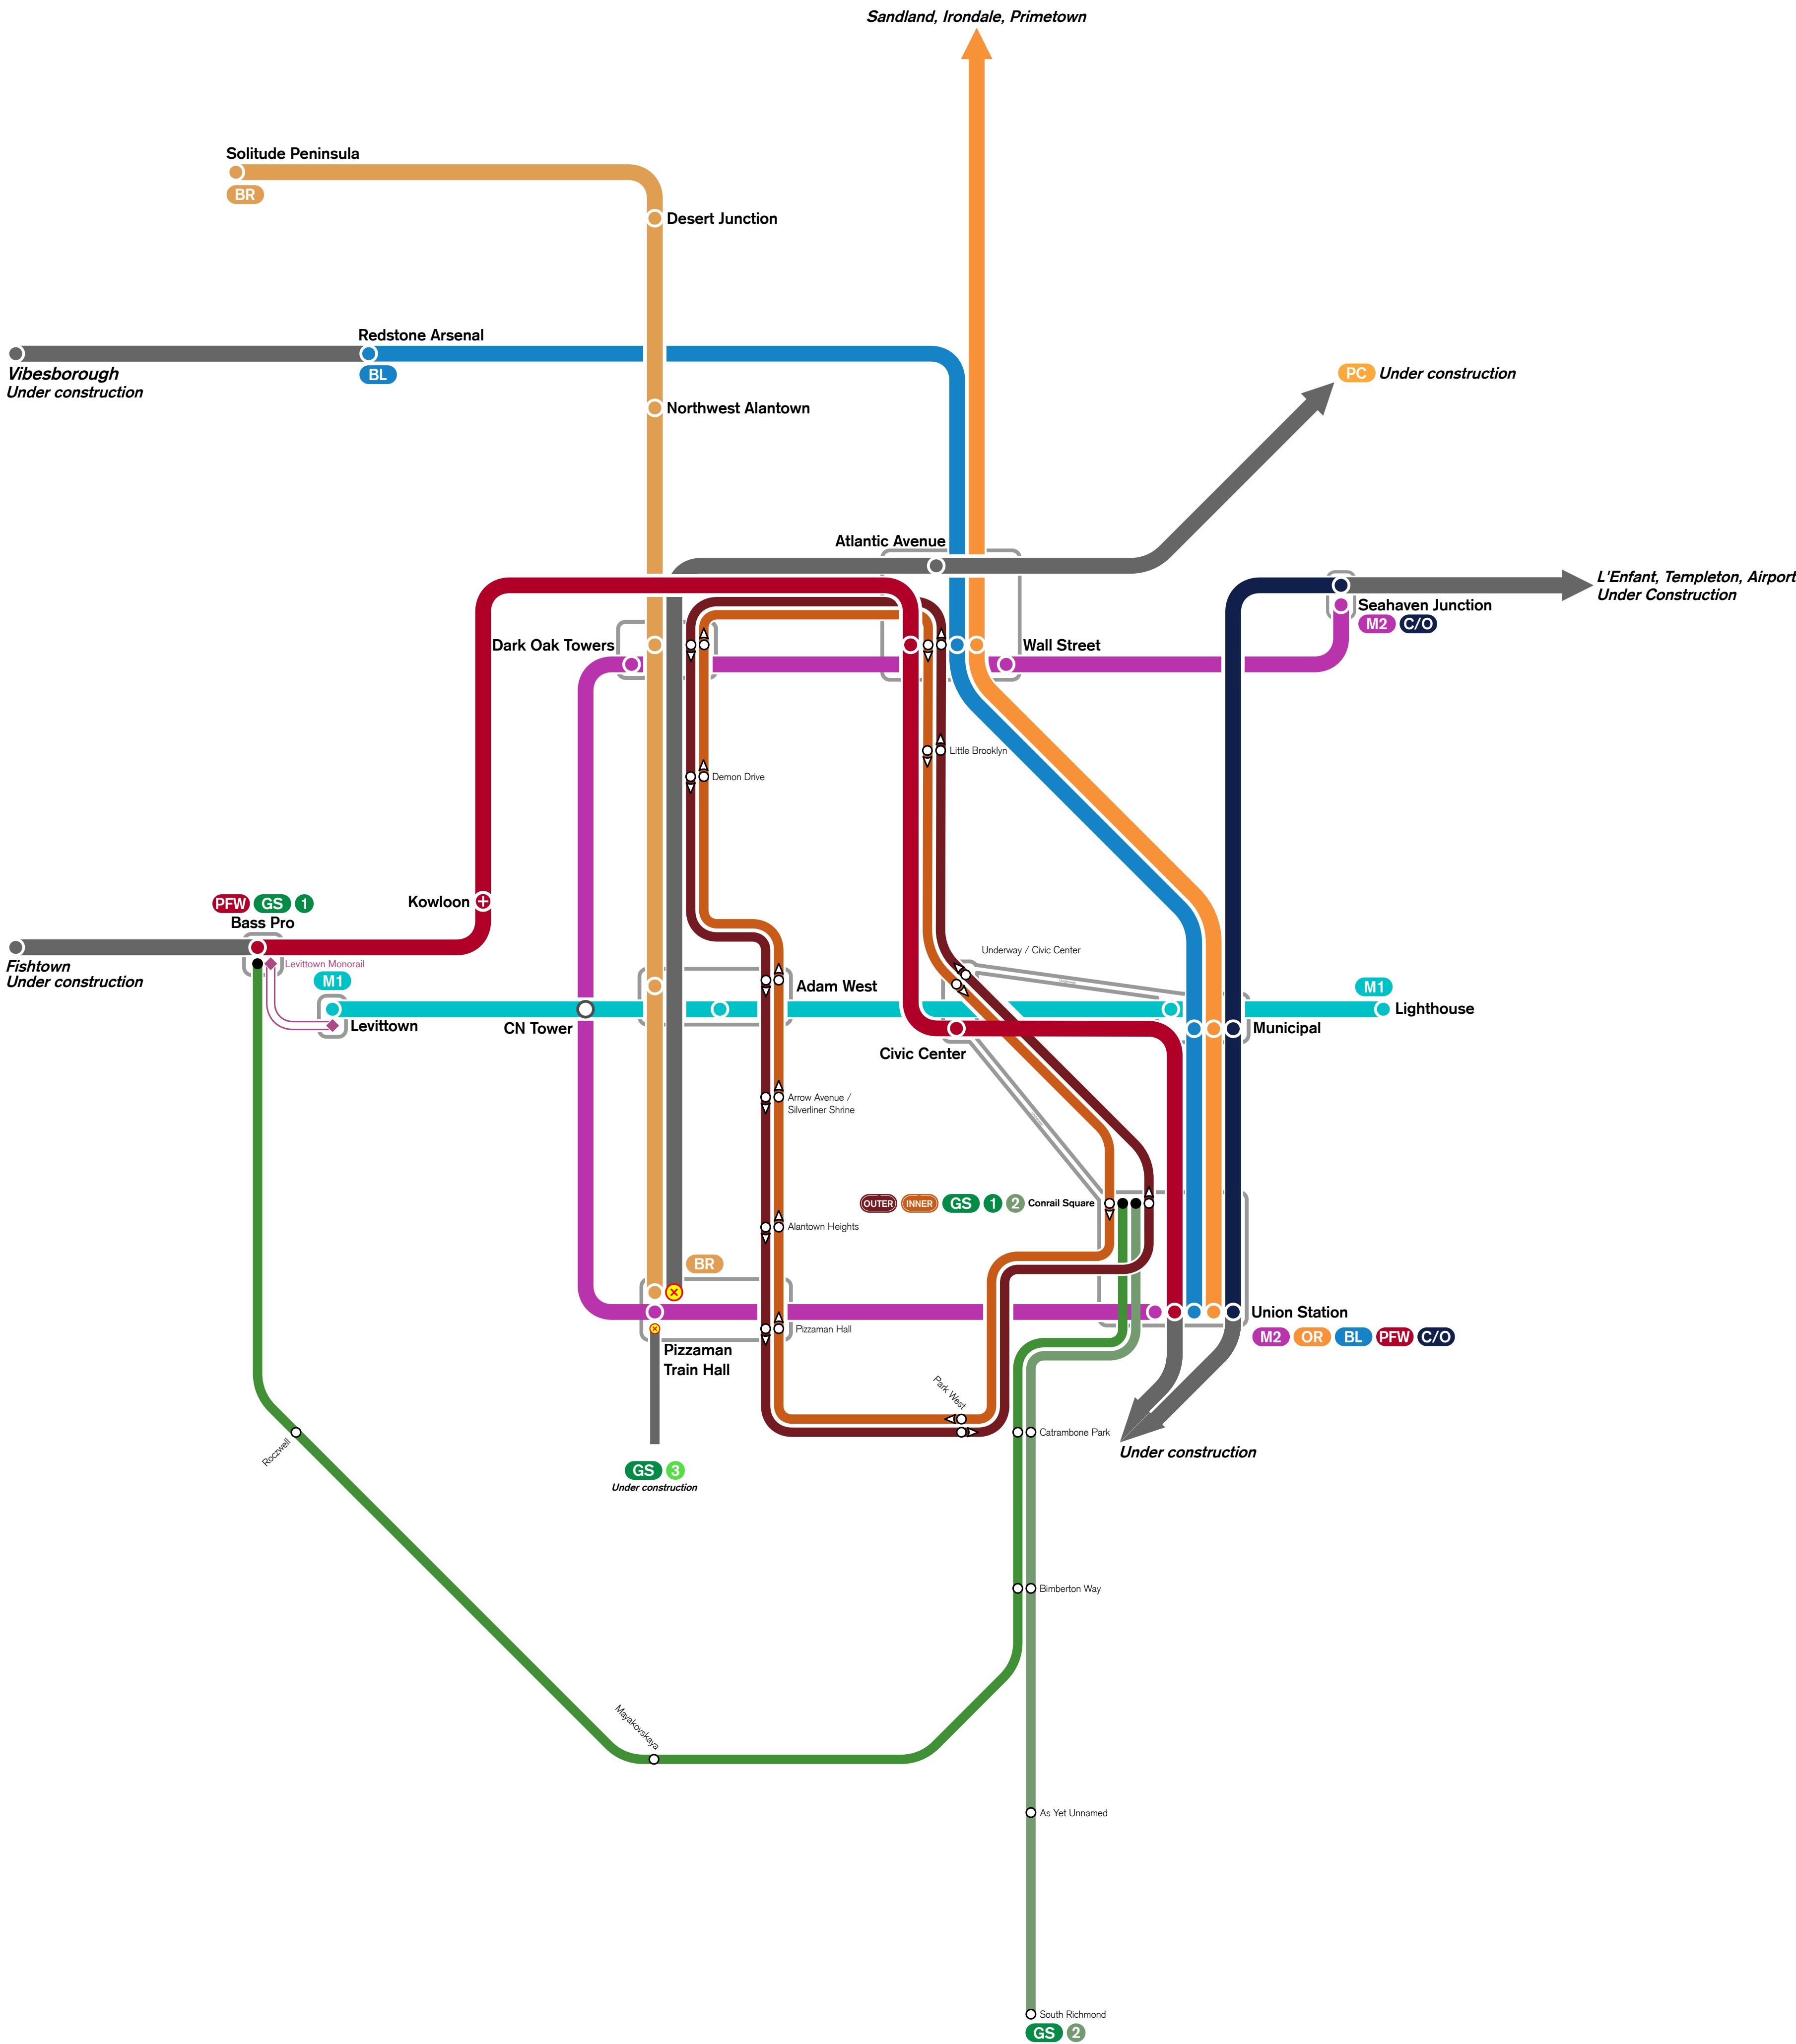 Sandland, Irondale, Primetown
Solitude Peninsula
BR
Desert Junction
Redstone Arsenal
BL
Vibesborough
Under construction
PC Under construction
Northwest Alantown
Atlantic Avenue
L'Enfant, Templeton, Airport
Under Construction
Seahaven Junction
M2 C/O
Dark Oak Towers
Wall Street
Little Brooklyn
Demon Drive
PFW GS 1
Bass Pro
Kowloon
Levittown Monorail
Fishtown
Under construction
Underway / Civic Center
M1
Levittown
CN Tower
Adam West
M1
Lighthouse
Municipal
Civic Center
Arrow Avenue /
Silverliner Shrine
OUTER INNER GS 1 2 Conrail Square
Alantown Heights
BR
Pizzaman Hall
Union Station
M2 OR BL PFW C/O
Pizzaman
Train Hall
Park West
Catrambone Park
Roczwell
Under construction
GS 3
Under construction
Bimberton Way
Mayakovskaya
As Yet Unnamed
South Richmond
GS 2